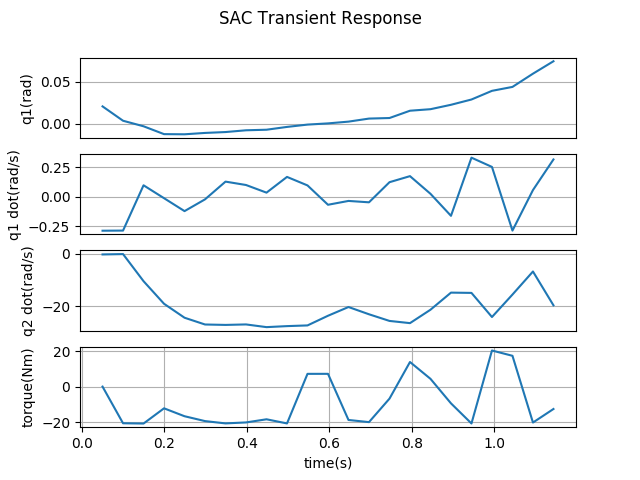 SAC Transient Response
q1(rad)
0.05
0.00
q1 dot(rad/s)
0.25
0.00
−0.25
q2 dot(rad/s)
0
−20
torque(Nm)
20
0
−20
0.0 0.2 0.4 0.6 0.8 1.0
time(s)